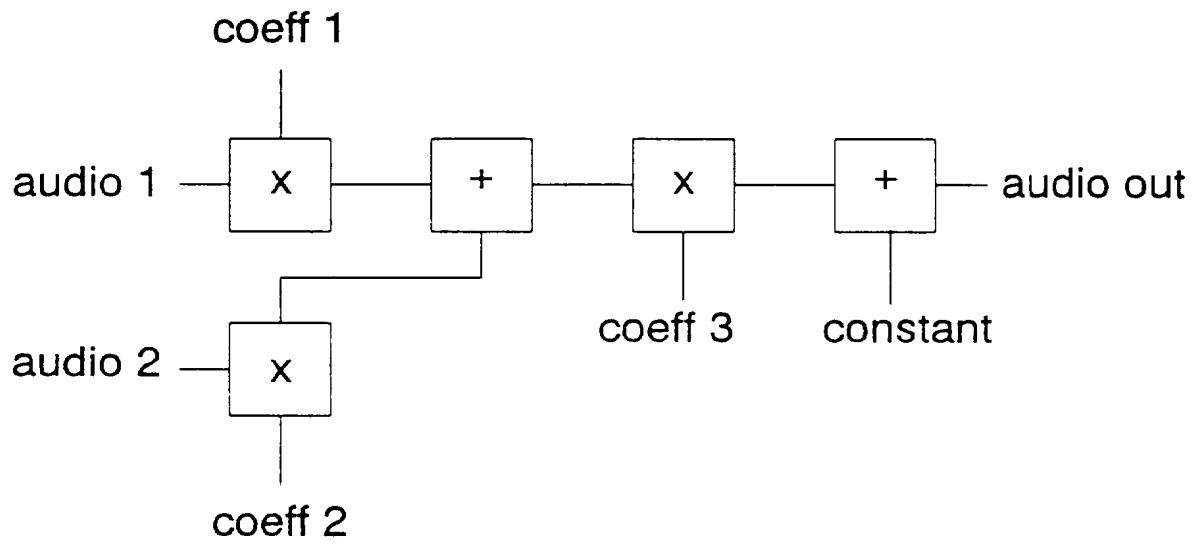 coeff 1
audio 1
x
+
x
+
audio out
coeff 3
constant
audio 2
x
coeff 2